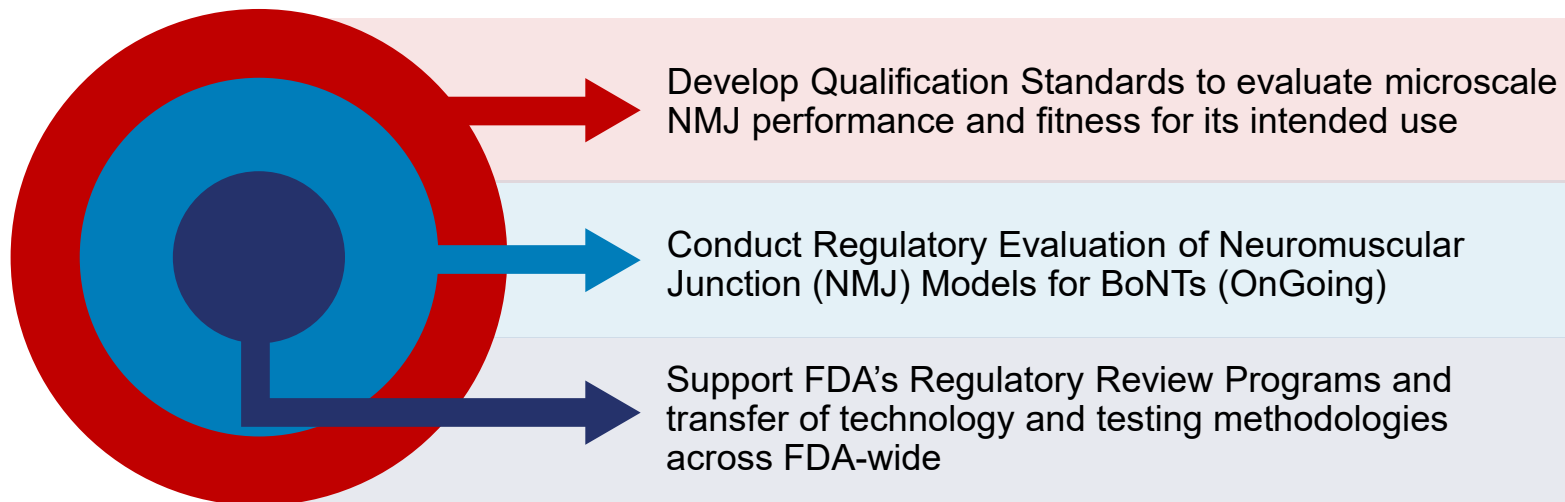 Develop Qualification Standards to evaluate microscale
NMJ performance and fitness for its intended use
Conduct Regulatory Evaluation of Neuromuscular
Junction (NMJ) Models for BoNTs (OnGoing)
Support FDA’s Regulatory Review Programs and
transfer of technology and testing methodologies
across FDA-wide